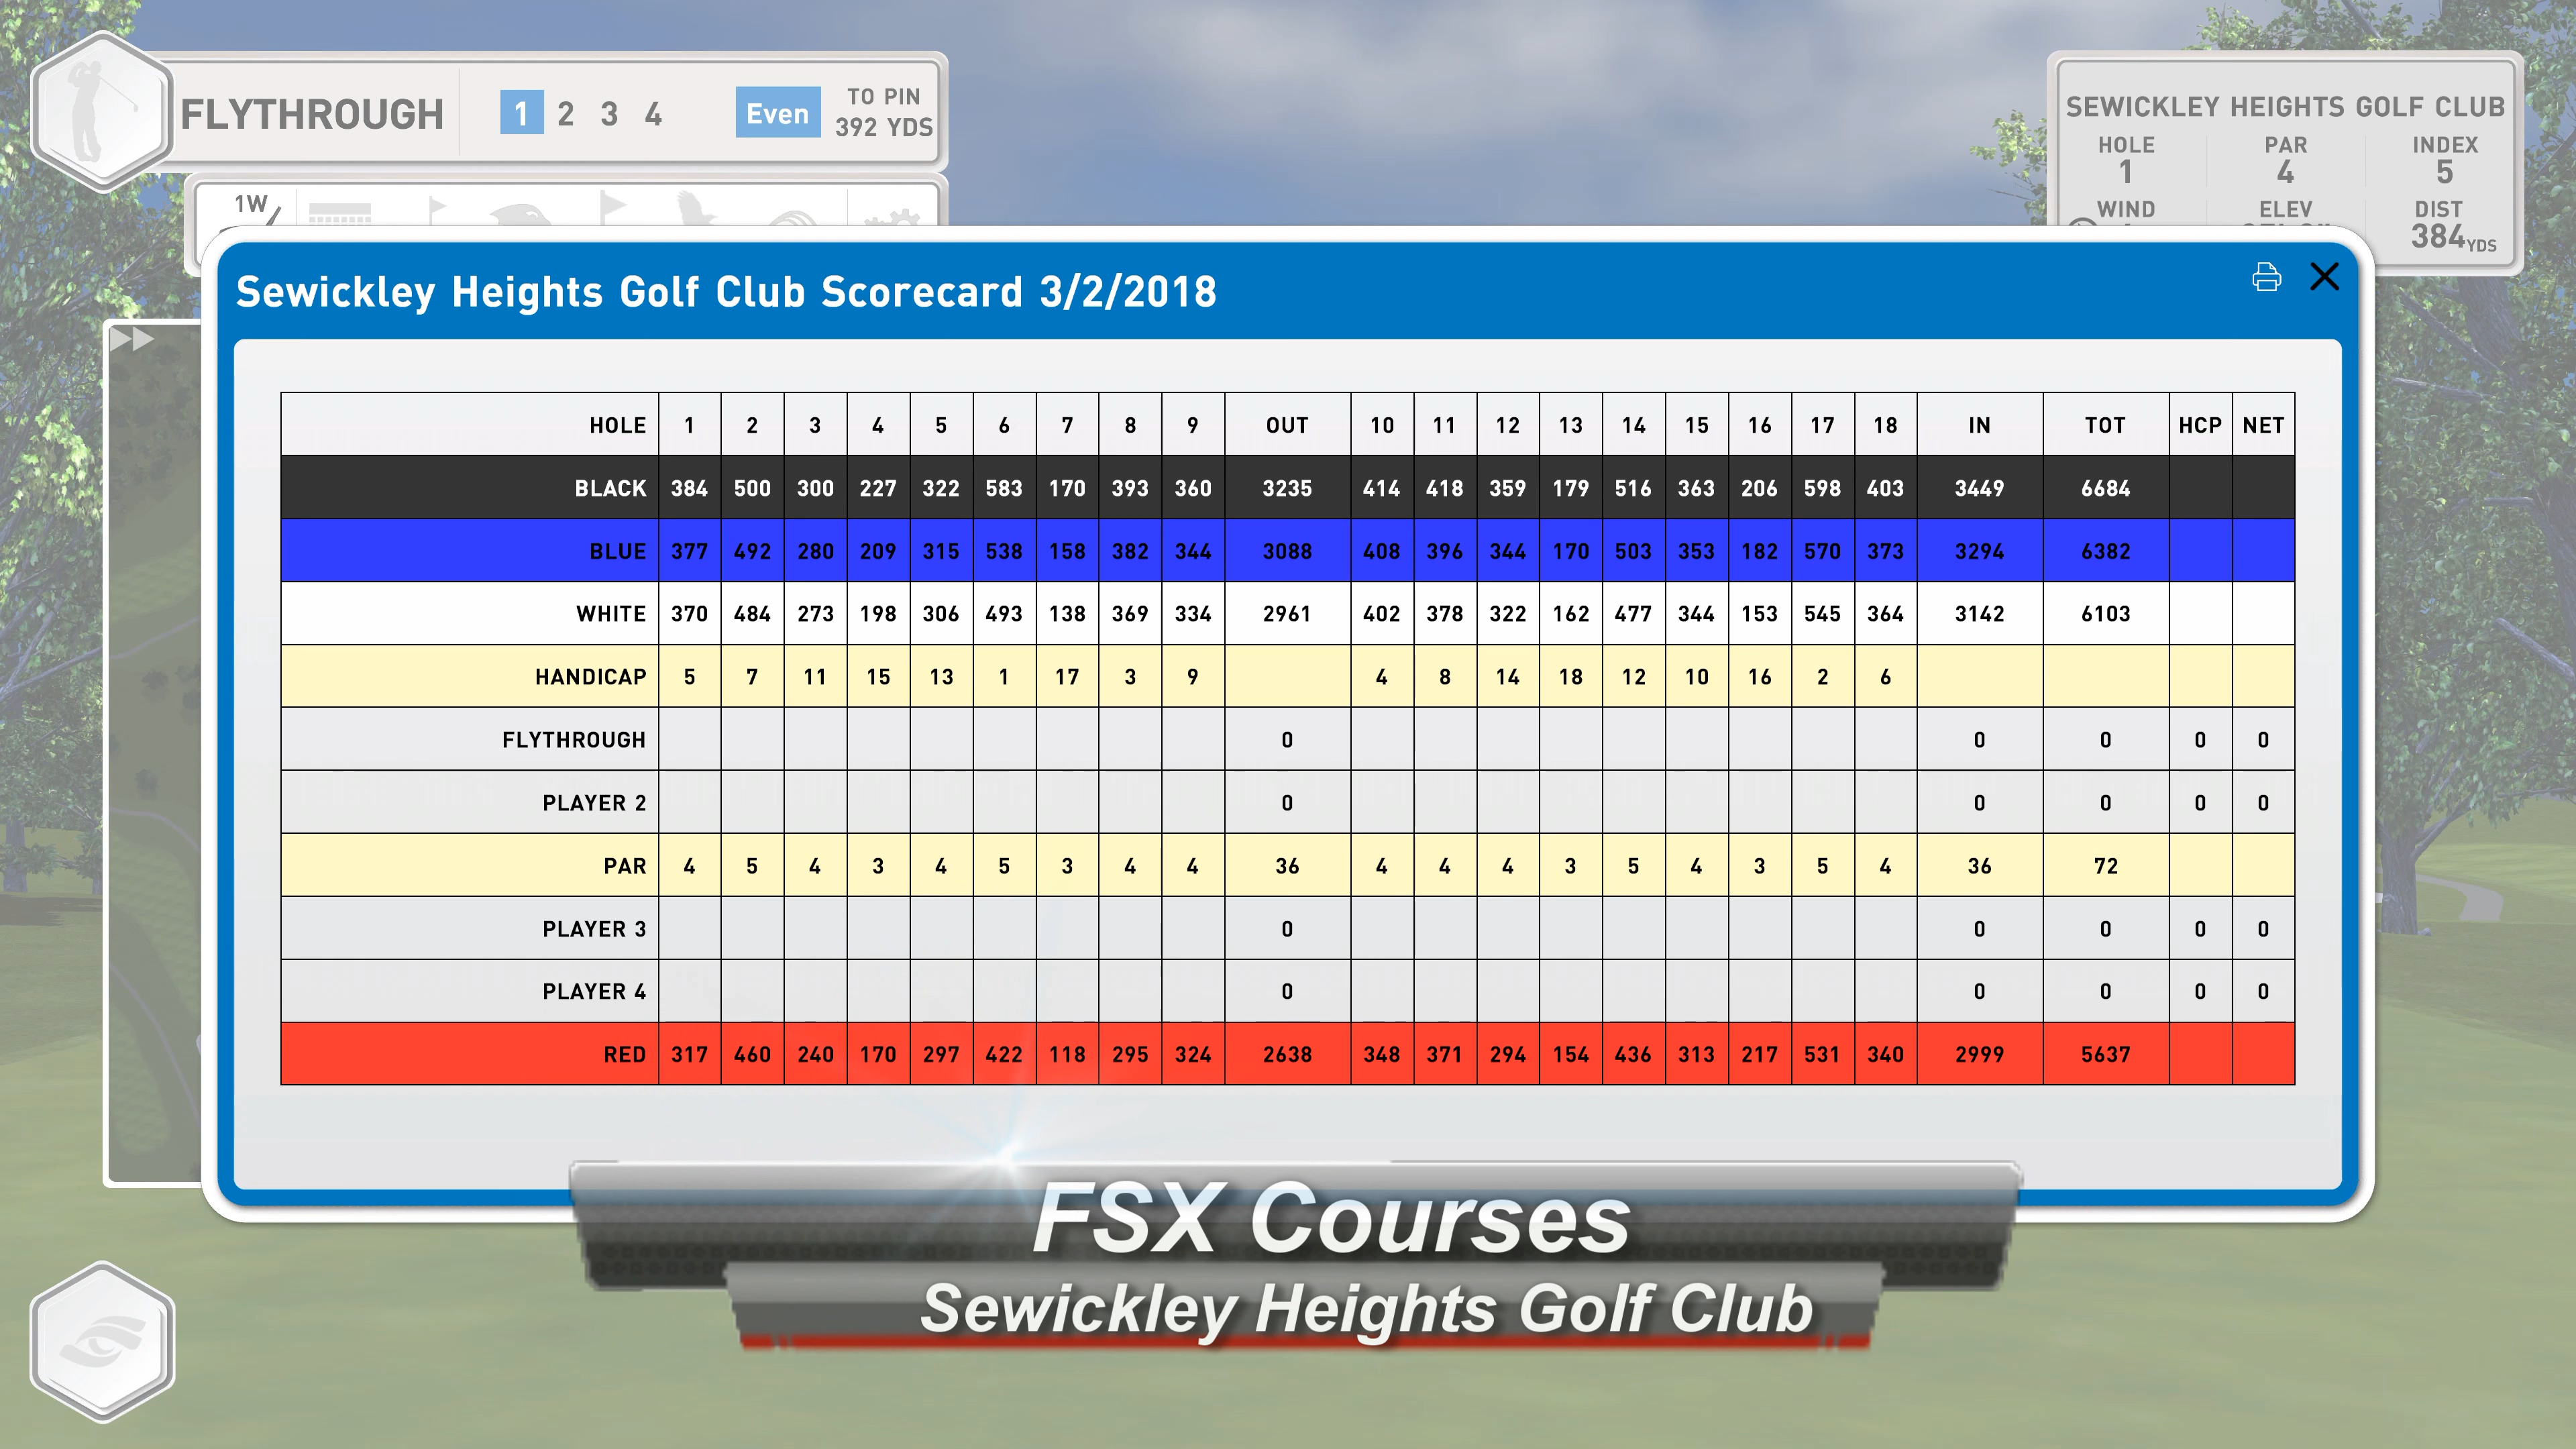 FLYTHROUGH 1 2 3 4 Even TO PIN 392 YDS
1W
SEWICKLEY HEIGHTS GOLF CLUB
HOLE PAR INDEX
1 4 5
WIND ELEV DIST
384 YDS
Sewickley Heights Golf Club Scorecard 3/2/2018
HOLE 1 2 3 4 5 6 7 8 9 OUT 10 11 12 13 14 15 16 17 18 IN TOT HCP NET
BLACK 384 500 300 227 322 583 170 393 360 3235 414 418 359 179 516 363 206 598 403 3449 6684
BLUE 377 492 280 209 315 538 158 382 344 3088 408 396 344 170 503 353 182 570 373 3294 6382
WHITE 370 484 273 198 306 493 138 369 334 2961 402 378 322 162 477 344 153 545 364 3142 6103
HANDICAP 5 7 11 15 13 1 17 3 9 4 8 14 18 12 10 16 2 6
FLYTHROUGH 0 0 0 0 0
PLAYER 2 0 0 0 0 0
PAR 4 5 4 3 4 5 3 4 4 36 4 4 4 3 5 4 3 5 4 36 72
PLAYER 3 0 0 0 0 0
PLAYER 4 0 0 0 0 0
RED 317 460 240 170 297 422 118 295 324 2638 348 371 294 154 436 313 217 531 340 2999 5637
FSX Courses
Sewickley Heights Golf Club